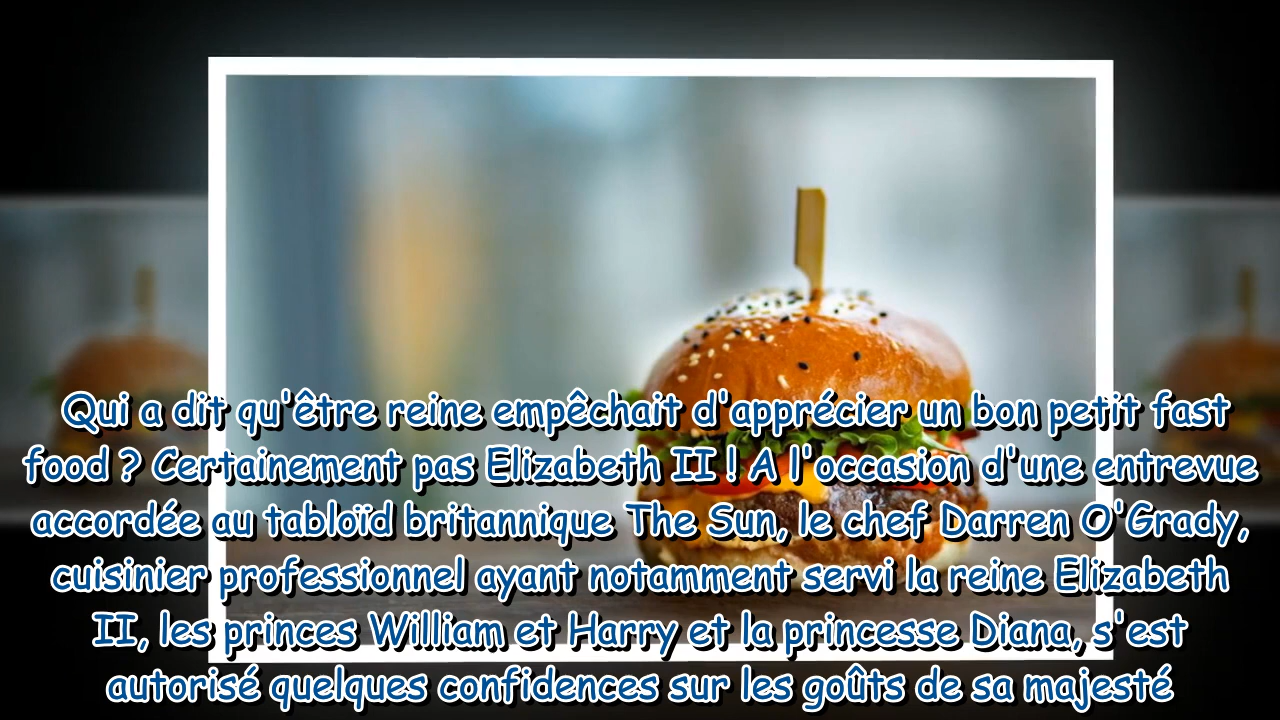 Qui a dit qu'être reine empêchait d'apprécier un bon petit fast
food ? Certainement pas Elizabeth II ! A l'occasion d'une entrevue
accordée au tabloïd britannique The Sun, le chef Darren O'Grady,
cuisinier professionnel ayant notamment servi la reine Elizabeth
II, les princes William et Harry et la princesse Diana, s'est
autorisé quelques confidences sur les goûts de sa majesté